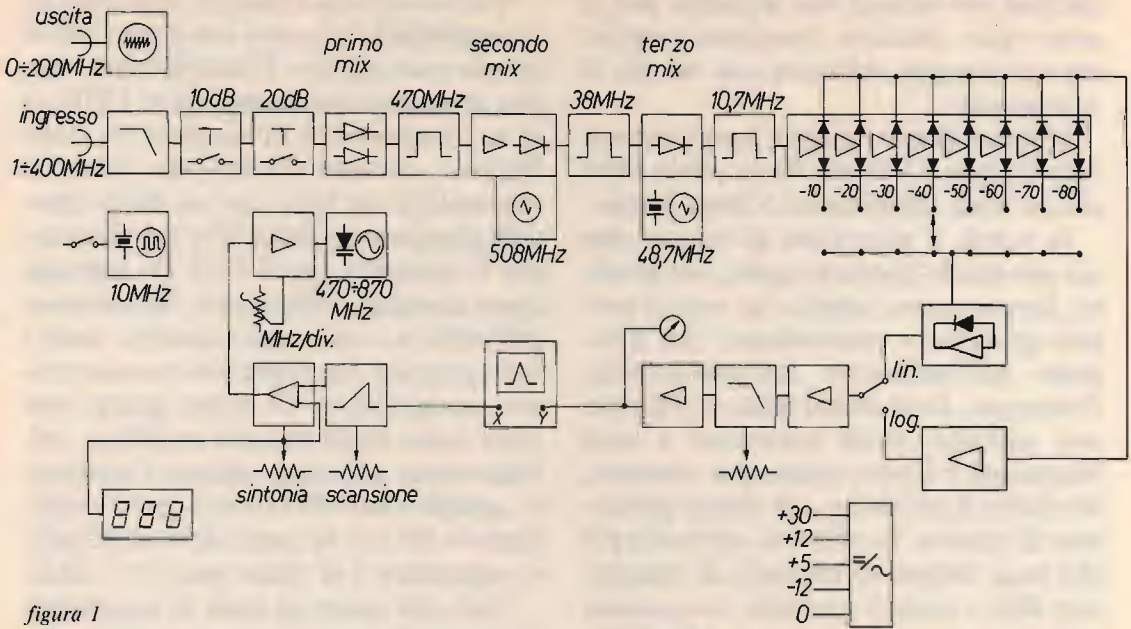 uscita
0÷200MHz
ingresso
1÷400MHz
10dB
20dB
primo
mix
470MHz
secondo
mix
38MHz
terzo
mix
10,7MHz
-10
-20
-30
-40
-50
-60
-70
-80
508MHz
48,7MHz
10MHz
470÷870
MHz
MHz/div.
X
Y
lin.
log.
sintonia
scansione
888
+30
+12
+5
-12
0
=/~
figura 1